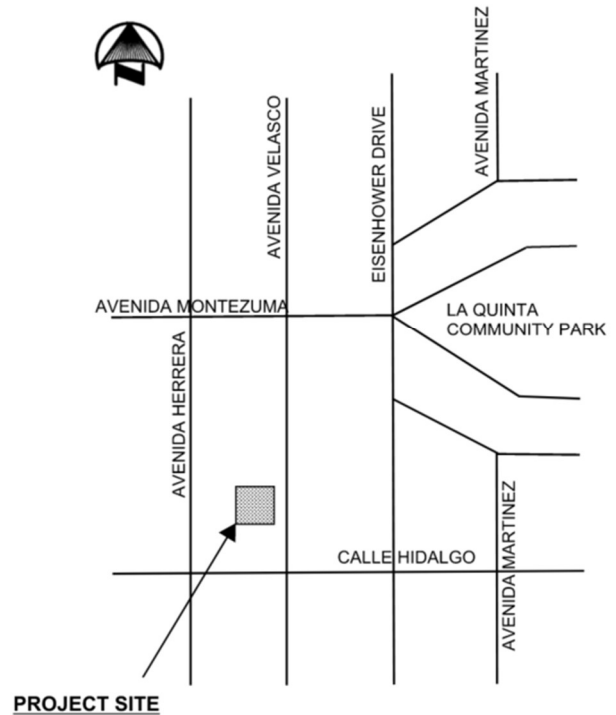 N
AVENIDA MARTINEZ
AVENIDA VELASCO
EISENHOWER DRIVE
AVENIDA MONTEZUMA
LA QUINTA
COMMUNITY PARK
AVENIDA HERRERA
CALLE HIDALGO
AVENIDA MARTINEZ
PROJECT SITE